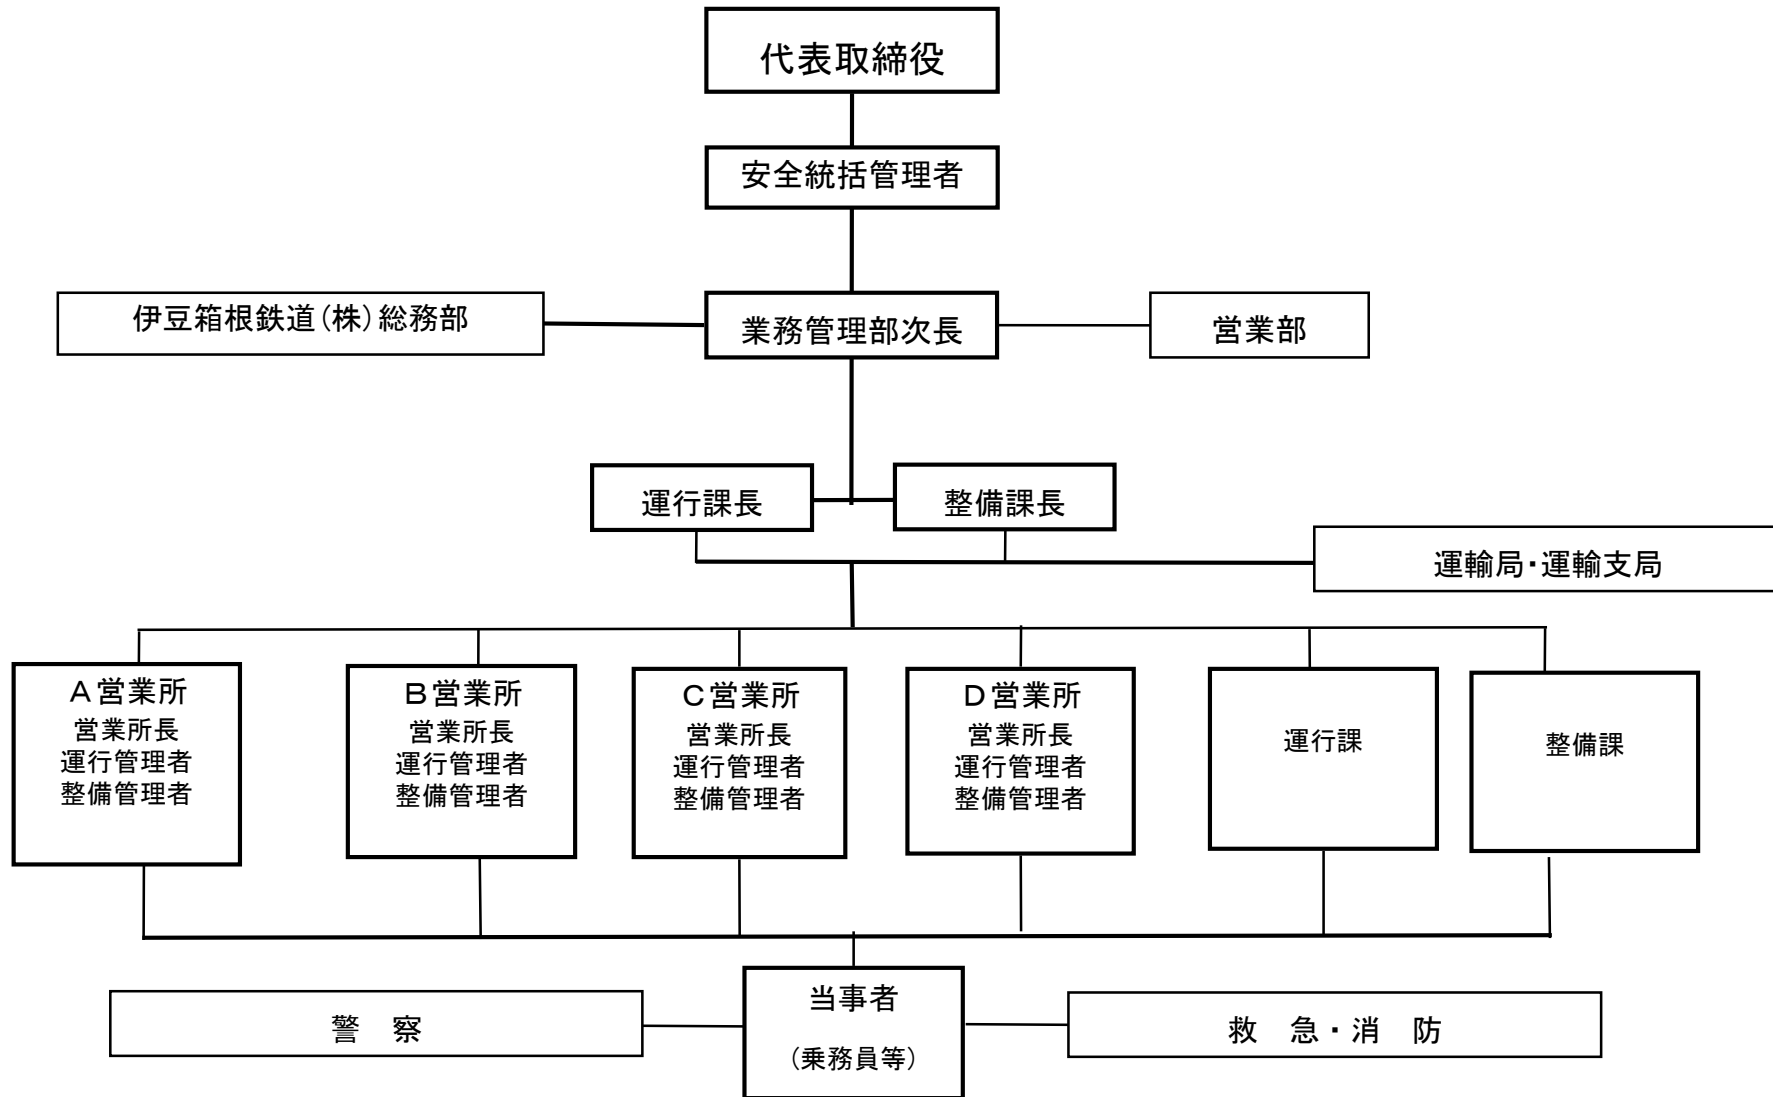 代表取締役
安全統括管理者
伊豆箱根鉄道(株)総務部
業務管理部次長
営業部
運行課長
整備課長
運輸局・運輸支局
A営業所
営業所長
運行管理者
整備管理者
B営業所
営業所長
運行管理者
整備管理者
C営業所
営業所長
運行管理者
整備管理者
D営業所
営業所長
運行管理者
整備管理者
運行課
整備課
警 察
当事者
(乗務員等)
救 急・消 防